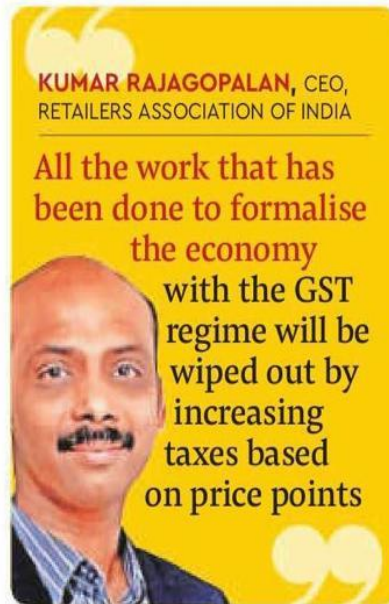 KUMAR RAJAGOPALAN, CEO,
RETAILERS ASSOCIATION OF INDIA
All the work that has
been done to formalise
the economy
with the GST
regime will be
wiped out by
increasing
taxes based
on price points